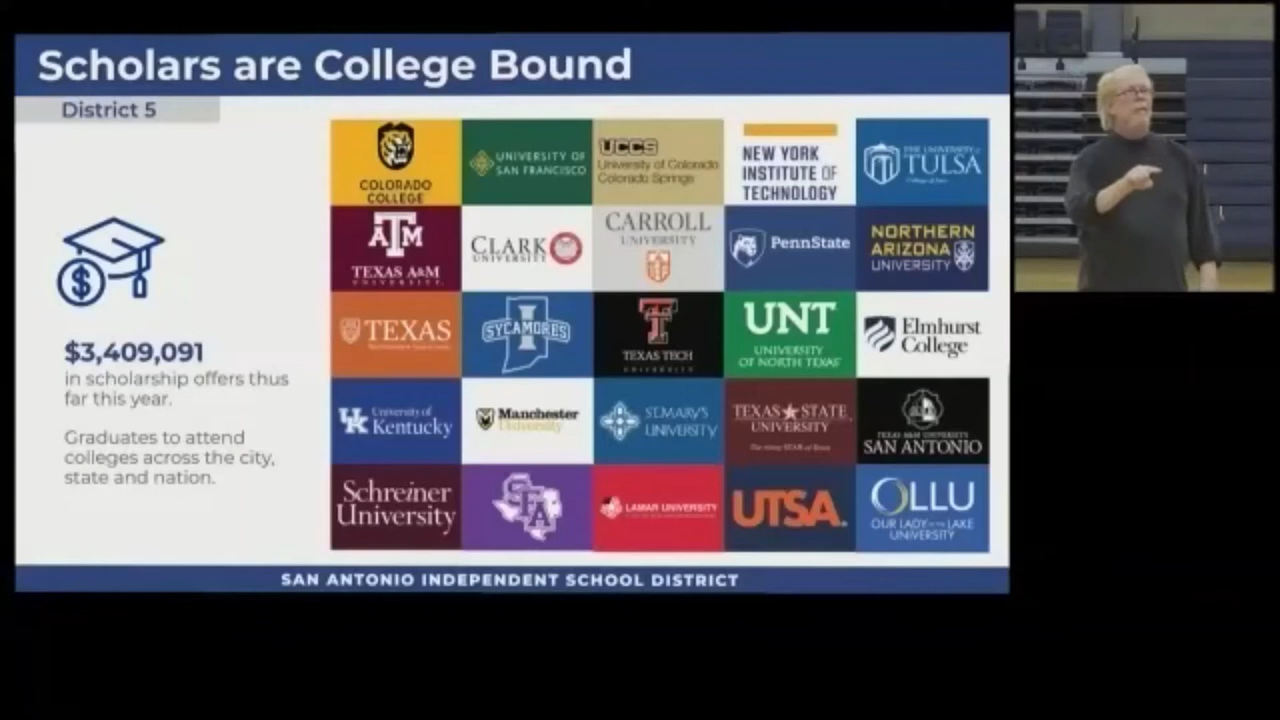 Scholars are College Bound
District 5
$3,409,091
in scholarship offers thus
far this year.
Graduates to attend
colleges across the city,
state and nation.
COLORADO
COLLEGE
UNIVERSITY OF
SAN FRANCISCO
UCCS
University of Colorado
Colorado Springs
NEW YORK
INSTITUTE OF
TECHNOLOGY
THE UNIVERSITY of
TULSA
ATM
TEXAS A&M
UNIVERSITY
CLARK
UNIVERSITY
CARROLL
UNIVERSITY
PennState
NORTHERN
ARIZONA
UNIVERSITY
TEXAS
I
SYCAMORES
T
TEXAS TECH
UNIVERSITY
UNT
UNIVERSITY
OF NORTH TEXAS
Elmhurst
College
UK
University of
Kentucky
Manchester
University
ST. MARY'S
UNIVERSITY
TEXAS STATE
UNIVERSITY
The rising STAR of Texas
TEXAS A&M UNIVERSITY
SAN ANTONIO
Schreiner
University
SFA
LAMAR UNIVERSITY
UTSA.
OLLU
OUR LADY OF THE LAKE
UNIVERSITY
SAN ANTONIO INDEPENDENT SCHOOL DISTRICT